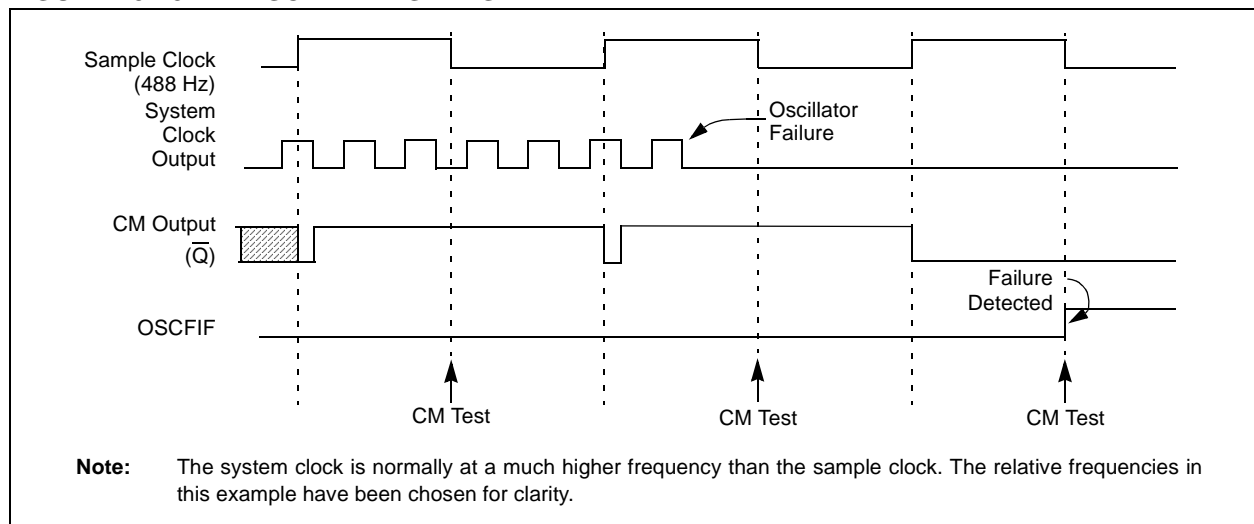 Sample Clock
(488 Hz)
System
Clock
Output
Oscillator
Failure
CM Output
(Q̅)
Failure
Detected
OSCFIF
CM Test
CM Test
CM Test
Note: The system clock is normally at a much higher frequency than the sample clock. The relative frequencies in
this example have been chosen for clarity.